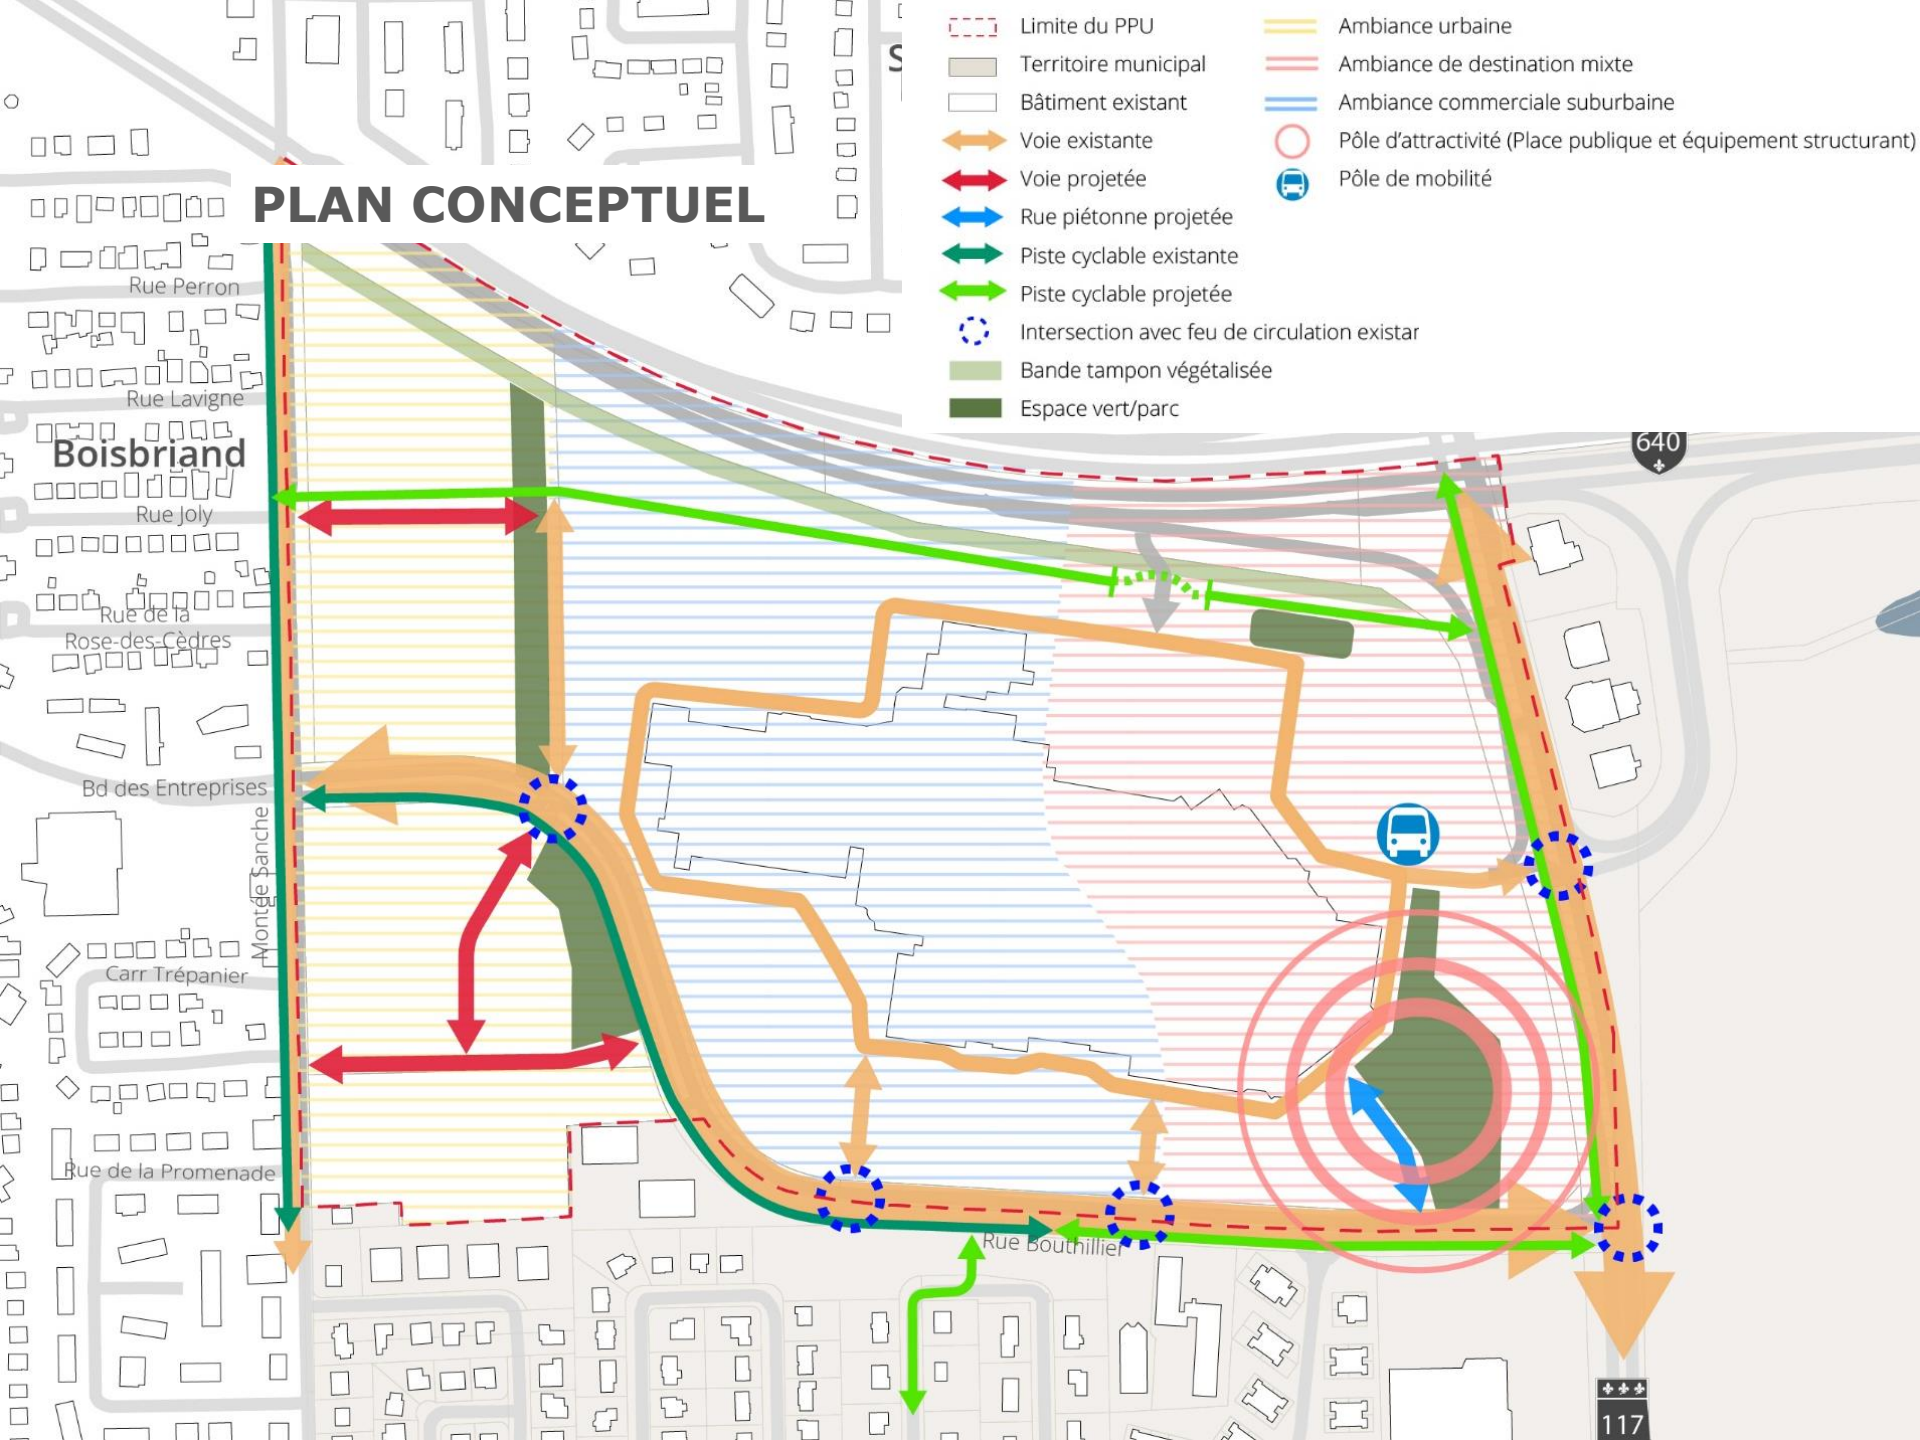 Limite du PPU
Territoire municipal
Bâtiment existant
Voie existante
Voie projetée
Rue piétonne projetée
Piste cyclable existante
Piste cyclable projetée
Intersection avec feu de circulation existar
Bande tampon végétalisée
Espace vert/parc
Ambiance urbaine
Ambiance de destination mixte
Ambiance commerciale suburbaine
Pôle d'attractivité (Place publique et équipement structurant)
Pôle de mobilité
S
PLAN CONCEPTUEL
Rue Perron
Rue Lavigne
Boisbriand
640
Rue Joly
Rue de la
Rose-des-Cèdres
Bd des Entreprises
Montée Sanche
Carr Trépanier
Rue de la Promenade
Rue Bouthillier
117